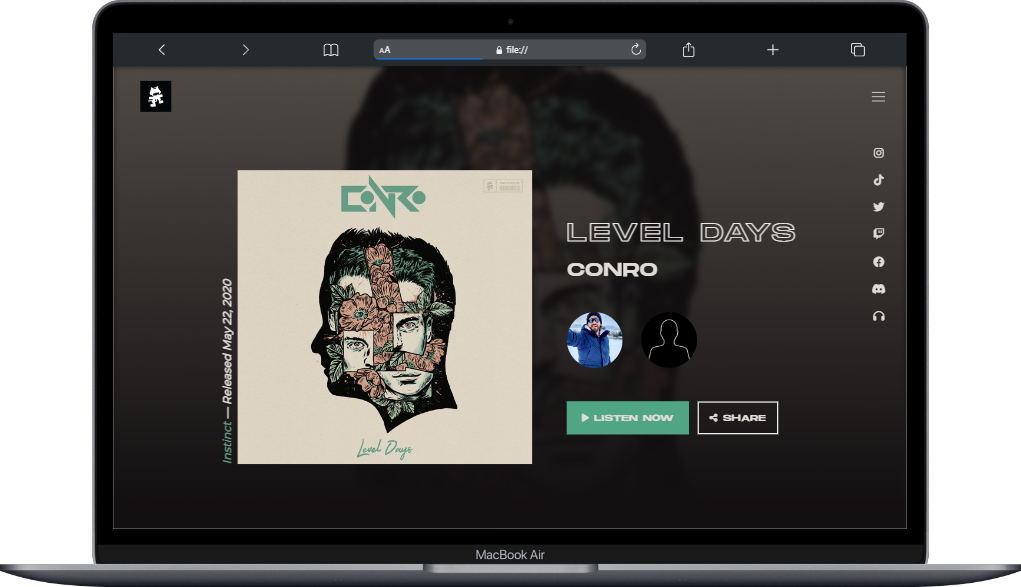 AA
file://
CONRO
LEVEL DAYS
CONRO
Instinct — Released May 22, 2020
LISTEN NOW
SHARE
Level Days
MacBook Air